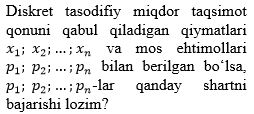 Diskret tasodifiy miqdor taqsimot
qonuni qabul qiladigan qiymatlari
x₁; x₂; ...; xₙ va mos ehtimollari
p₁; p₂; ...; pₙ bilan berilgan bo‘lsa,
p₁; p₂; ...; pₙ-lar qanday shartni
bajarishi lozim?